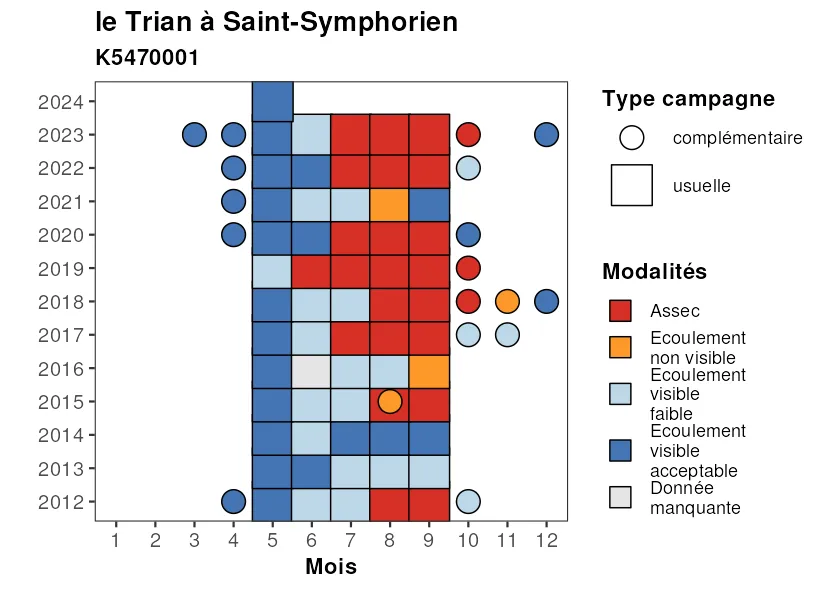 le Trian à Saint-Symphorien
K5470001
2024
2023
2022
2021
2020
2019
2018
2017
2016
2015
2014
2013
2012
1 2 3 4 5 6 7 8 9 10 11 12
Mois
Type campagne
complémentaire
usuelle
Modalités
Assec
Ecoulement
non visible
Ecoulement
visible
faible
Ecoulement
visible
acceptable
Donnée
manquante